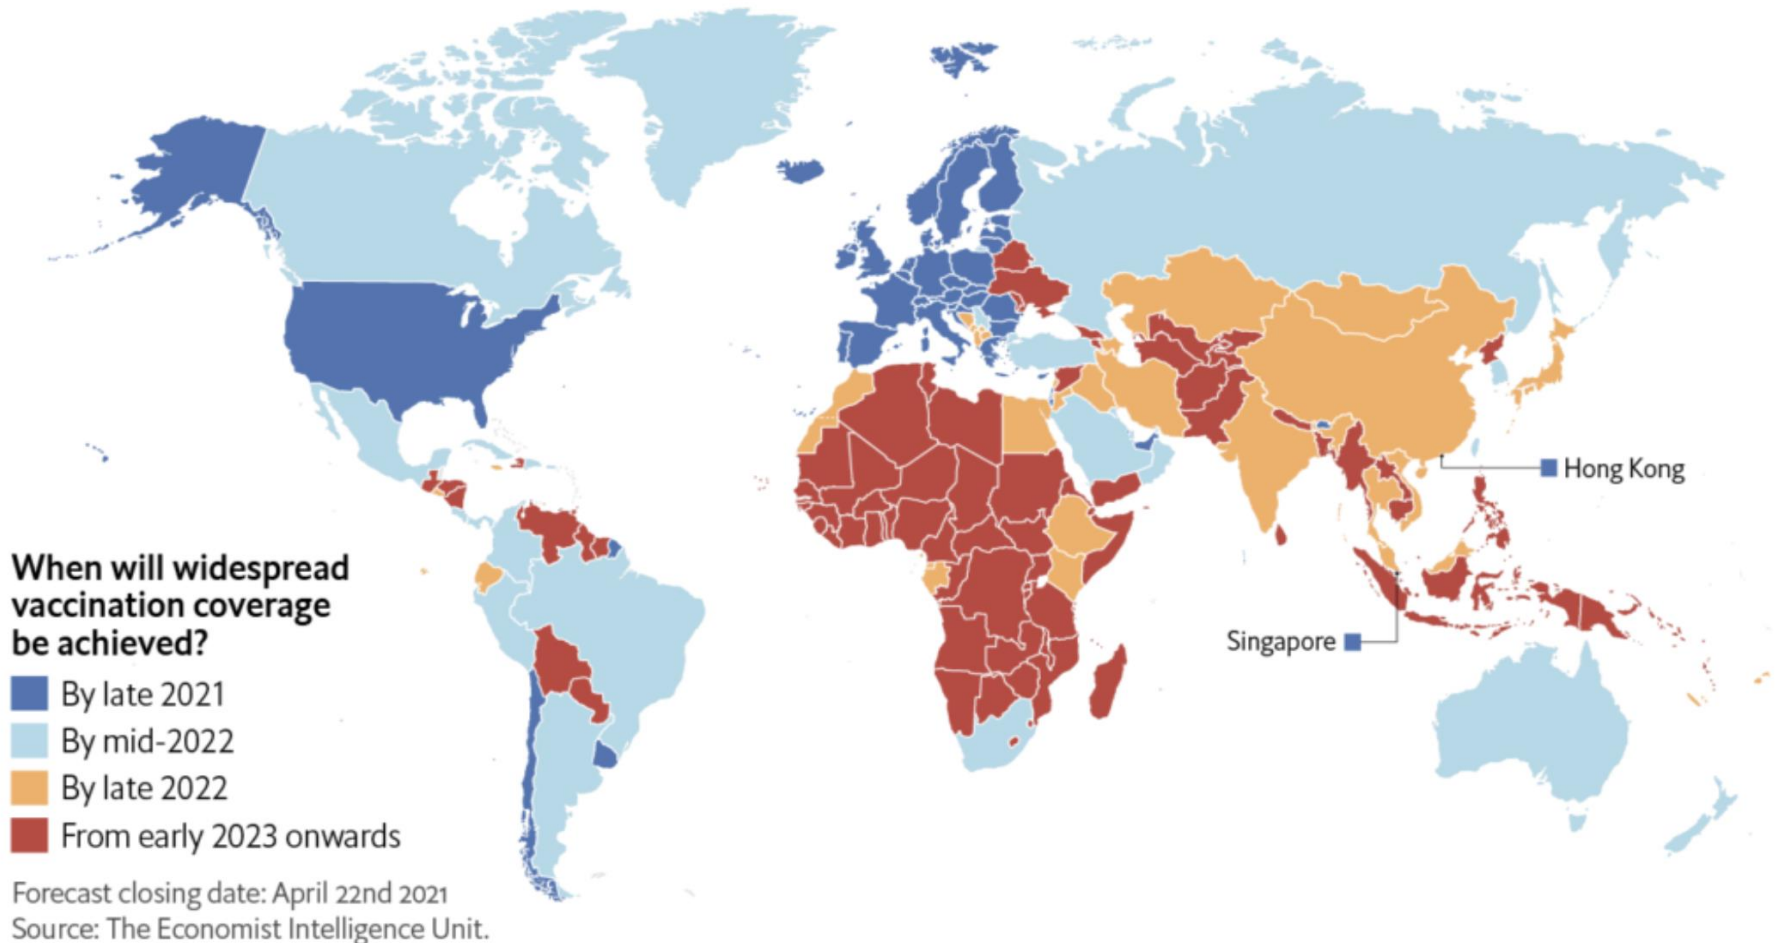 Hong Kong
Singapore
When will widespread
vaccination coverage
be achieved?
By late 2021
By mid-2022
By late 2022
From early 2023 onwards
Forecast closing date: April 22nd 2021
Source: The Economist Intelligence Unit.